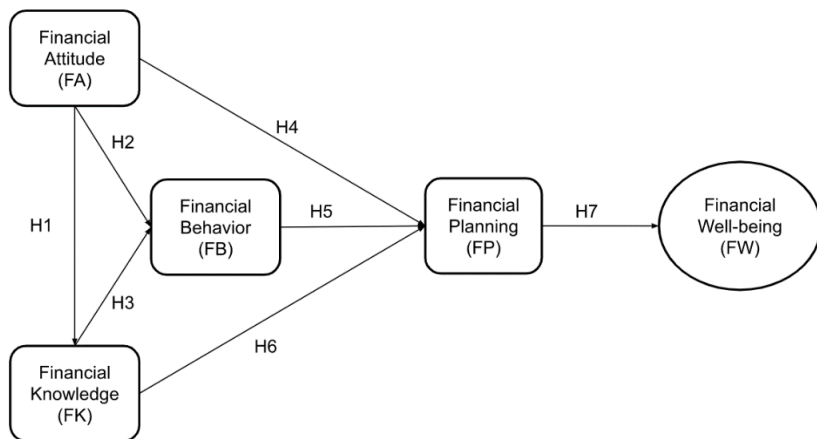 Financial
Attitude
(FA)
H2
H4
H1
Financial
Behavior
(FB)
H5
Financial
Planning
(FP)
H7
Financial
Well-being
(FW)
H3
H6
Financial
Knowledge
(FK)